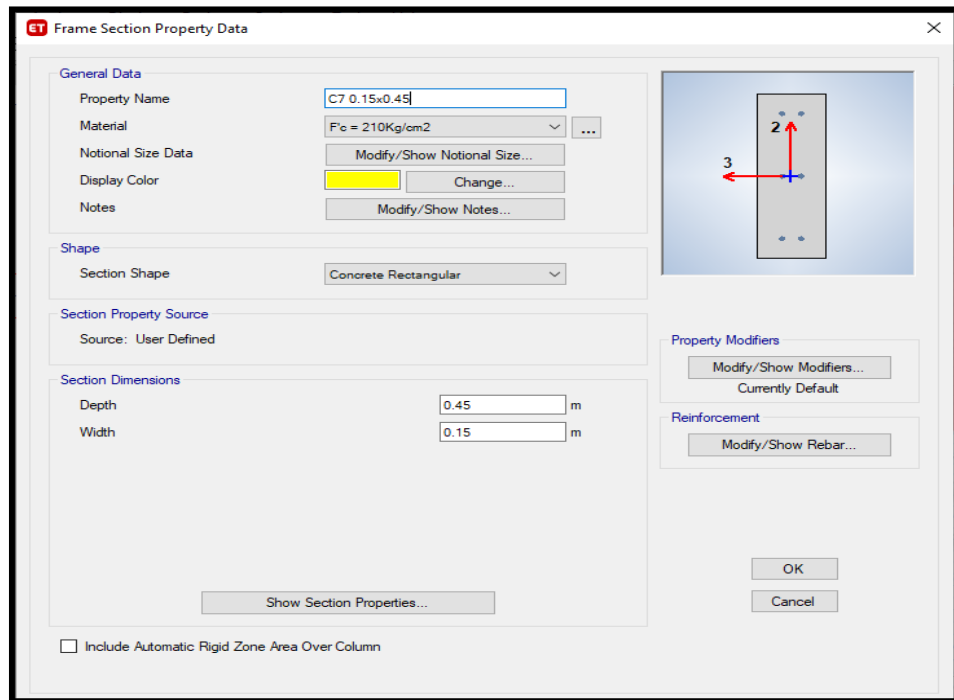 ET Frame Section Property Data
General Data
Property Name C7 0.15x0.45
Material F'c = 210Kg/cm2 ...
Notional Size Data Modify/Show Notional Size...
Display Color Change...
Notes Modify/Show Notes...
Shape
Section Shape Concrete Rectangular
Section Property Source
Source: User Defined
Section Dimensions
Depth 0.45 m
Width 0.15 m
Show Section Properties...
Include Automatic Rigid Zone Area Over Column
2
3
Property Modifiers
Modify/Show Modifiers...
Currently Default
Reinforcement
Modify/Show Rebar...
OK
Cancel